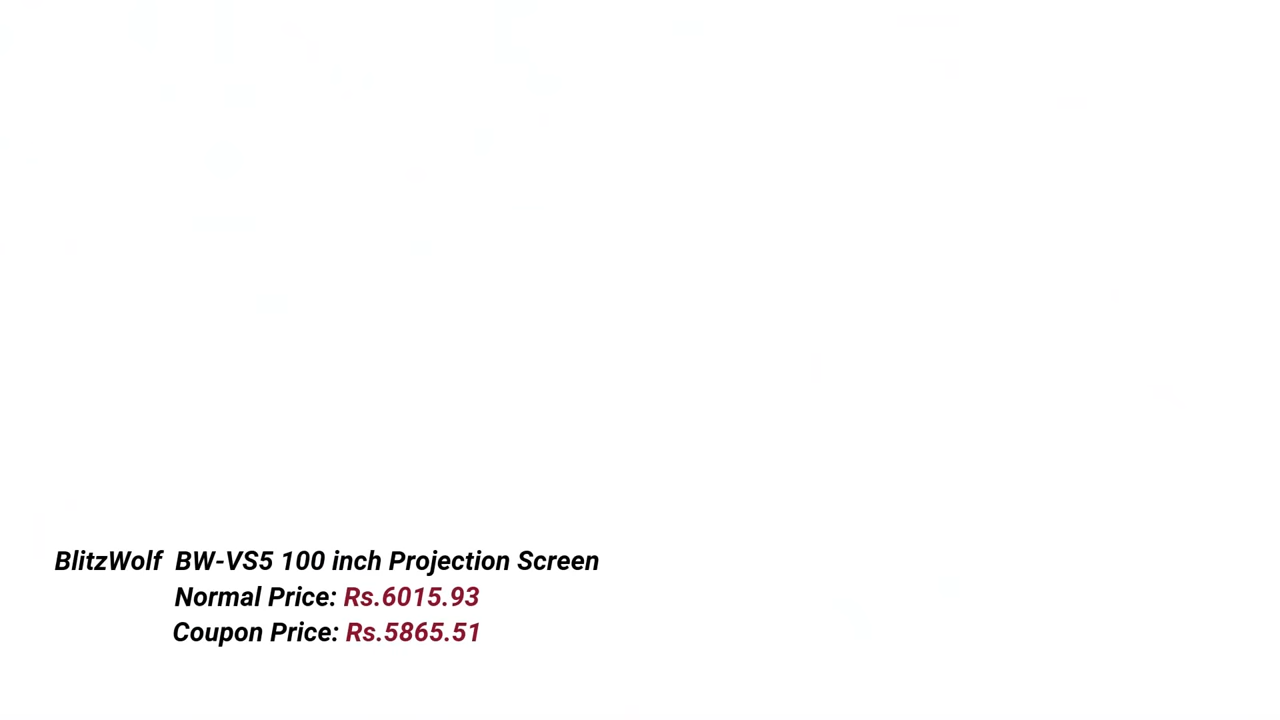 BlitzWolf BW-VS5 100 inch Projection Screen
Normal Price: Rs.6015.93
Coupon Price: Rs.5865.51